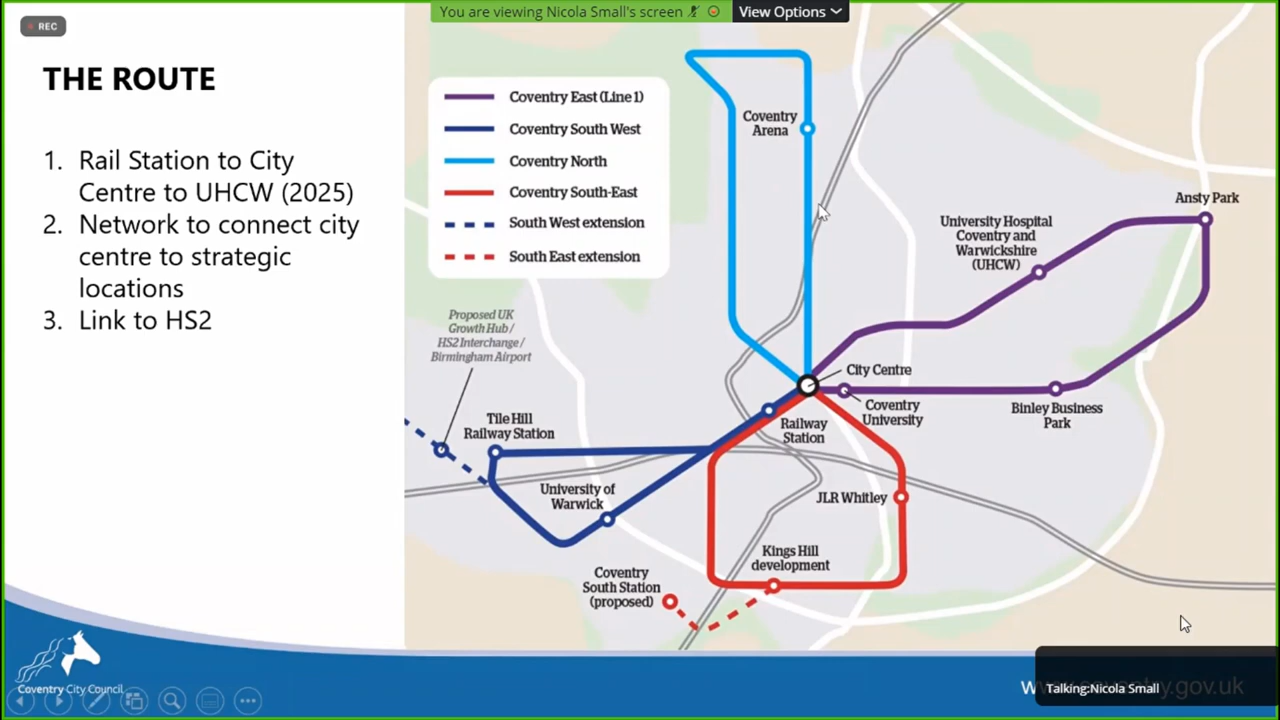 You are viewing Nicola Small's screen
View Options
REC
THE ROUTE
1. Rail Station to City
Centre to UHCW (2025)
2. Network to connect city
centre to strategic
locations
3. Link to HS2
Coventry East (Line 1)
Coventry South West
Coventry North
Coventry South-East
South West extension
South East extension
Coventry
Arena
Ansty Park
University Hospital
Coventry and
Warwickshire
(UHCW)
Proposed UK
Growth Hub /
HS2 Interchange /
Birmingham Airport
City Centre
Coventry
University
Binley Business
Park
Railway
Station
Tile Hill
Railway Station
University of
Warwick
JLR Whitley
Kings Hill
development
Coventry
South Station
(proposed)
Coventry City Council
Talking:Nicola Small